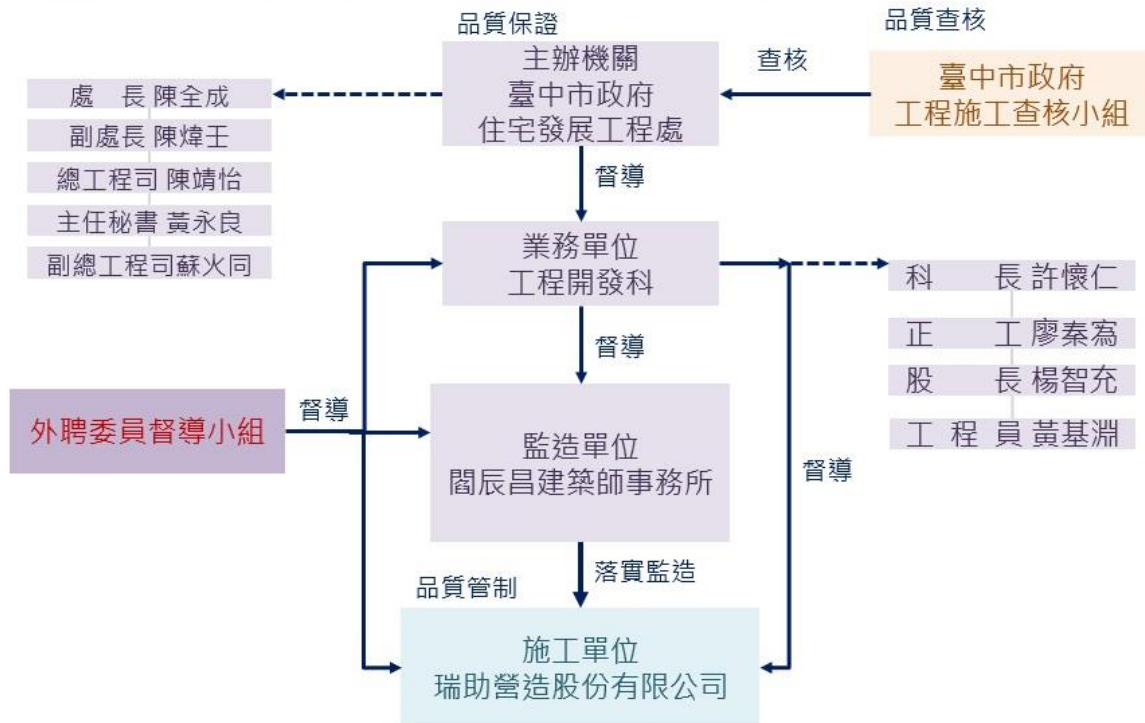 品質保證
品質查核
主辦機關
臺中市政府
住宅發展工程處
查核
臺中市政府
工程施工查核小組
處　長 陳全成
副處長 陳煒壬
總工程司 陳靖怡
主任秘書 黃永良
副總工程司蘇火同
督導
業務單位
工程開發科
科　　長 許懷仁
正　　工 廖秦寪
股　　長 楊智充
工 程 員 黃基淵
督導
外聘委員督導小組
督導
監造單位
閻辰昌建築師事務所
督導
落實監造
品質管制
施工單位
瑞助營造股份有限公司